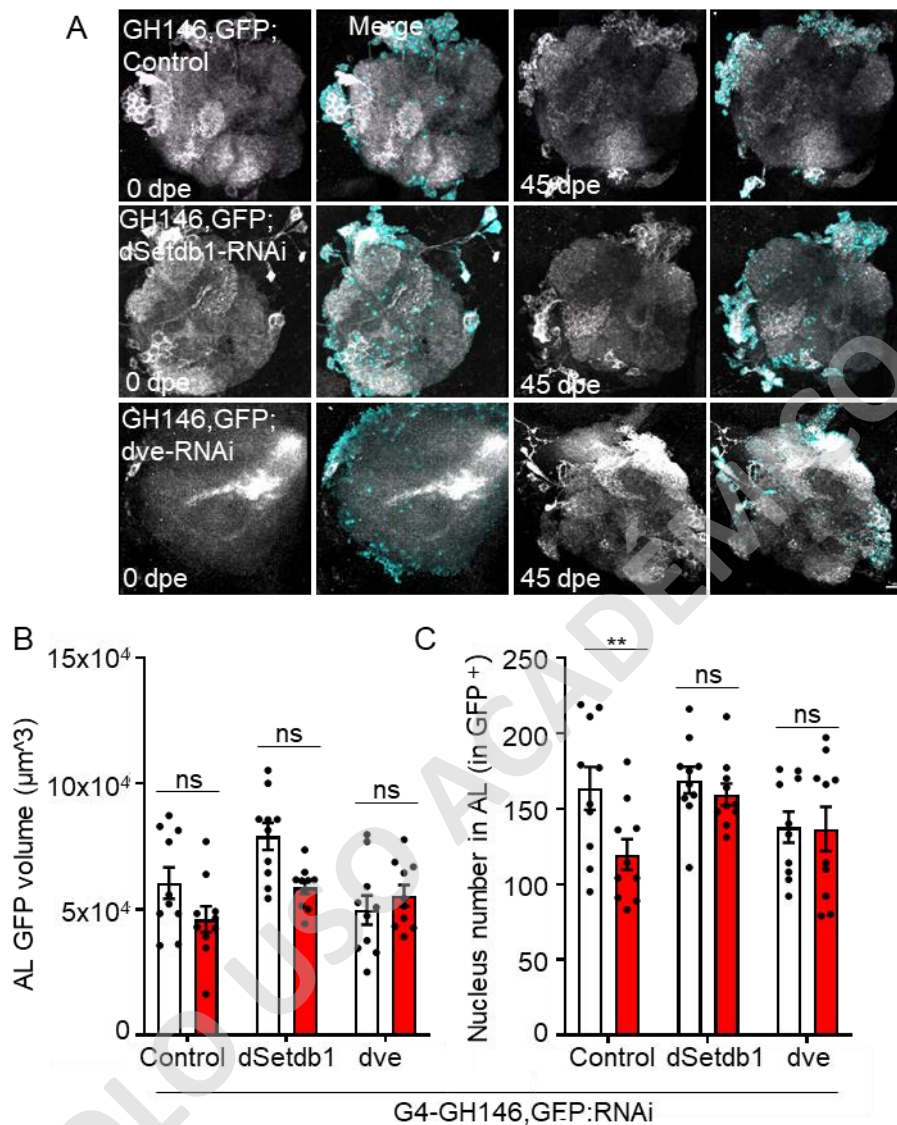 A
GH146,GFP;
Control
Merge
0 dpe
45 dpe
GH146,GFP;
dSetdb1-RNAi
0 dpe
45 dpe
GH146,GFP;
dve-RNAi
0 dpe
45 dpe
B
AL GFP volume (µm^3)
15x10⁴
10x10⁴
5x10⁴
0
ns
ns
ns
Control
dSetdb1
dve
C
Nucleus number in AL (in GFP+)
250
200
150
100
50
0
**
ns
ns
Control
dSetdb1
dve
G4-GH146,GFP:RNAi
SOLO USO ACADÉMICO